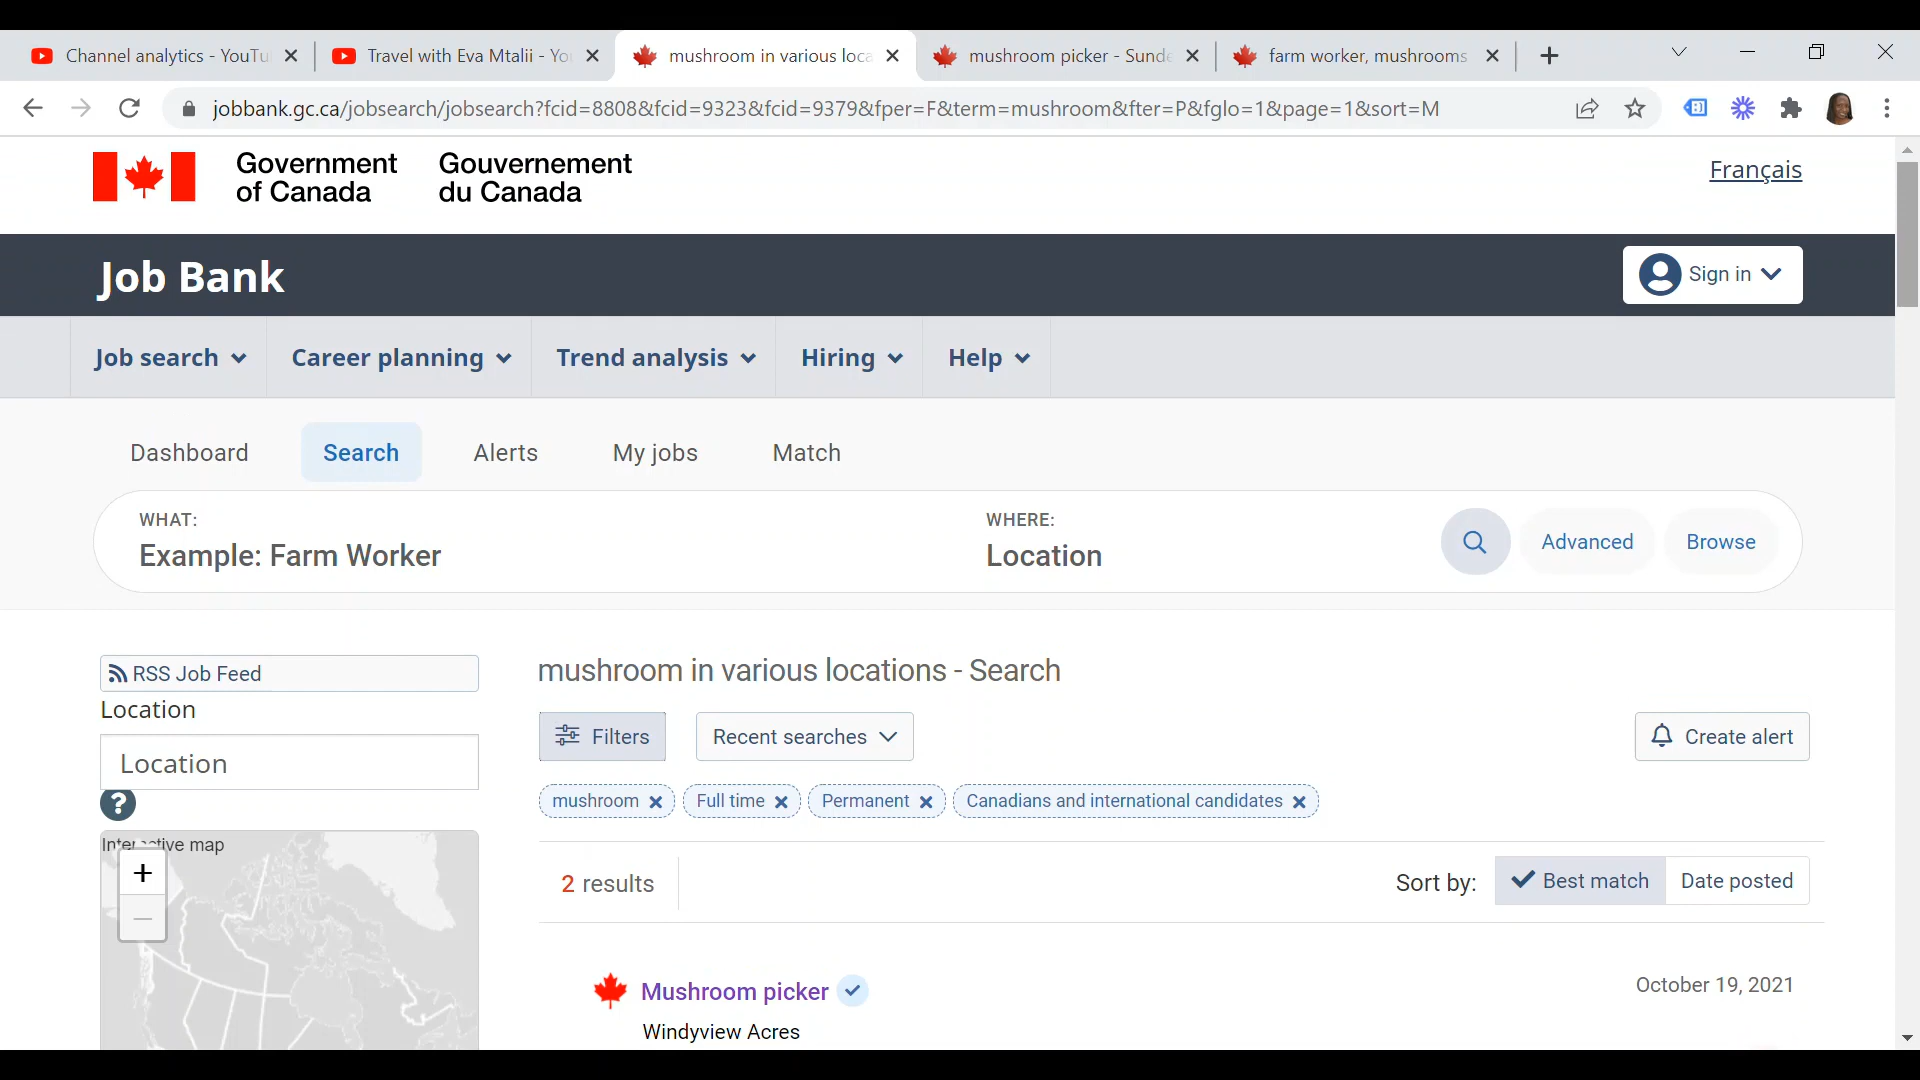 Channel analytics - YouTu
Travel with Eva Mtalii - Yo
mushroom in various loca
mushroom picker - Sunde
farm worker, mushrooms
jobbank.gc.ca/jobsearch/jobsearch?fcid=8808&fcid=9323&fcid=9379&fper=F&term=mushroom&fter=P&fglo=1&page=1&sort=M
Government of Canada
Gouvernement du Canada
Français
Job Bank
Sign in
Job search
Career planning
Trend analysis
Hiring
Help
Dashboard
Search
Alerts
My jobs
Match
WHAT:
Example: Farm Worker
WHERE:
Location
Advanced
Browse
RSS Job Feed
Location
Location
?
Interactive map
+
mushroom in various locations - Search
Filters
Recent searches
Create alert
mushroom
Full time
Permanent
Canadians and international candidates
2 results
Sort by:
Best match
Date posted
Mushroom picker
October 19, 2021
Windyview Acres